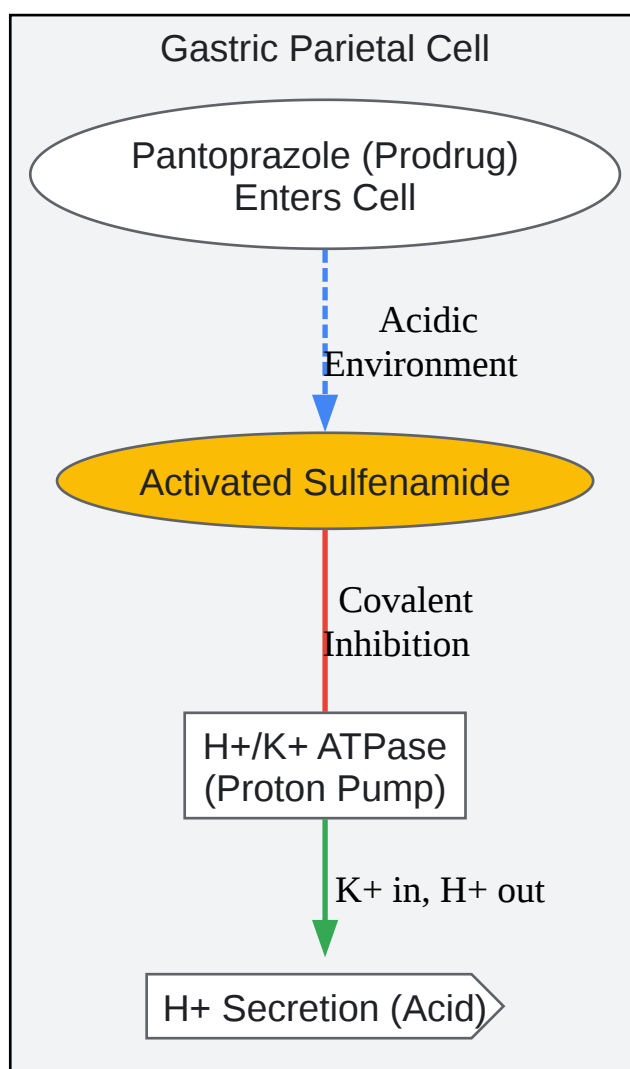 Gastric Parietal Cell
Pantoprazole (Prodrug)
Enters Cell
Acidic
Environment
Activated Sulfenamide
Covalent
Inhibition
H+/K+ ATPase
(Proton Pump)
K+ in, H+ out
H+ Secretion (Acid)